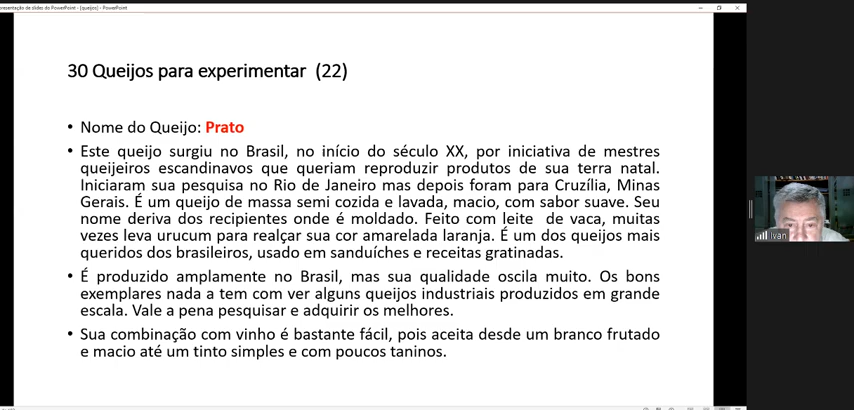 presentação de slides do PowerPoint - [queijos] - PowerPoint
30 Queijos para experimentar (22)
• Nome do Queijo: Prato
• Este queijo surgiu no Brasil, no início do século XX, por iniciativa de mestres
queijeiros escandinavos que queriam reproduzir produtos de sua terra natal.
Iniciaram sua pesquisa no Rio de Janeiro mas depois foram para Cruzília, Minas
Gerais. É um queijo de massa semi cozida e lavada, macio, com sabor suave. Seu
nome deriva dos recipientes onde é moldado. Feito com leite de vaca, muitas
vezes leva urucum para realçar sua cor amarelada laranja. É um dos queijos mais
queridos dos brasileiros, usado em sanduíches e receitas gratinadas.
• É produzido amplamente no Brasil, mas sua qualidade oscila muito. Os bons
exemplares nada a tem com ver alguns queijos industriais produzidos em grande
escala. Vale a pena pesquisar e adquirir os melhores.
• Sua combinação com vinho é bastante fácil, pois aceita desde um branco frutado
e macio até um tinto simples e com poucos taninos.
Ivan